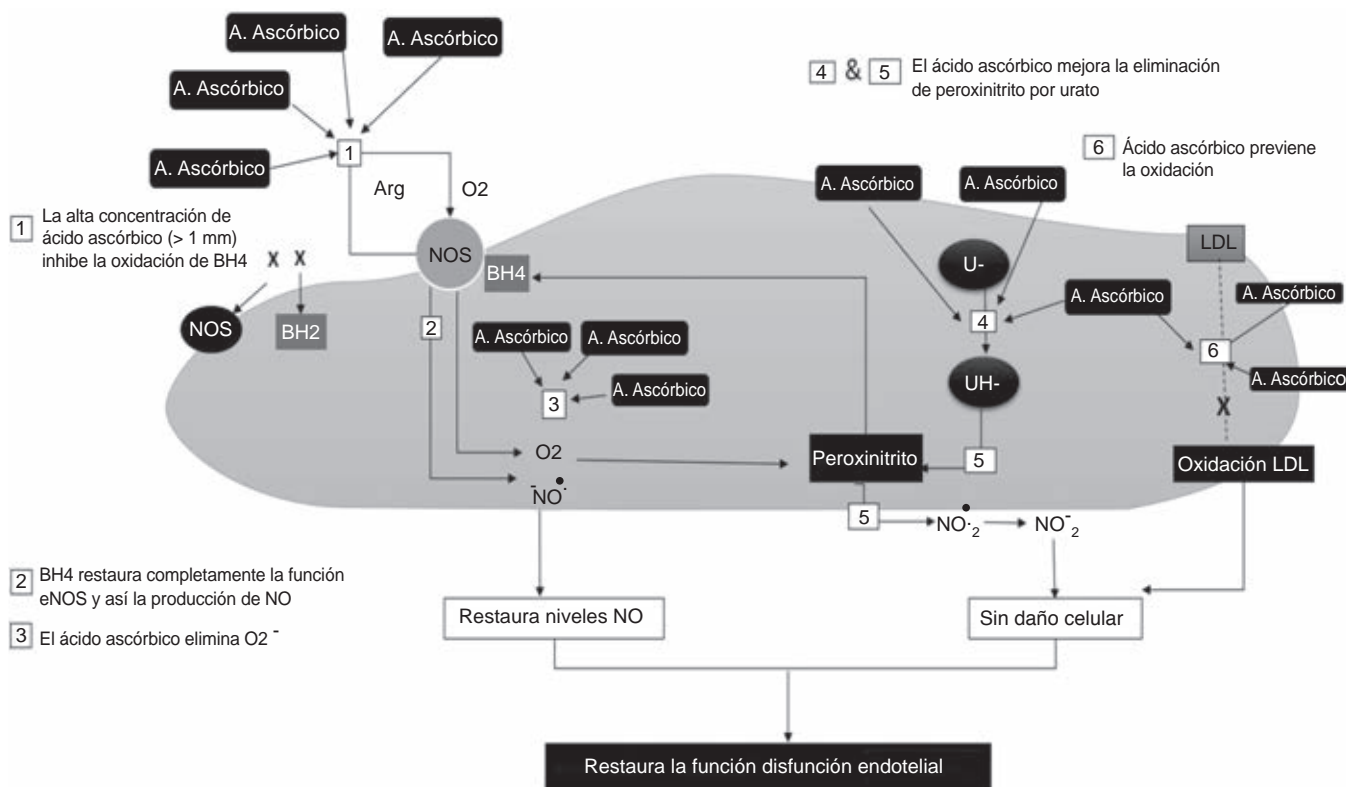 A. Ascórbico
A. Ascórbico
A. Ascórbico
A. Ascórbico
1
Arg
O2
1 La alta concentración de
ácido ascórbico (> 1 mm)
inhibe la oxidación de BH4
X X
NOS
BH2
NOS
BH4
2
A. Ascórbico
A. Ascórbico
A. Ascórbico
3
O2
-NO·
4 & 5 El ácido ascórbico mejora la eliminación
de peroxinitrito por urato
6 Ácido ascórbico previene
la oxidación
A. Ascórbico
A. Ascórbico
U-
4
A. Ascórbico
UH-
5
Peroxinitrito
5
NO·2
NO-2
LDL
A. Ascórbico
6
A. Ascórbico
X
Oxidación LDL
2 BH4 restaura completamente la función
eNOS y así la producción de NO
3 El ácido ascórbico elimina O2 -
Restaura niveles NO
Sin daño celular
Restaura la función disfunción endotelial